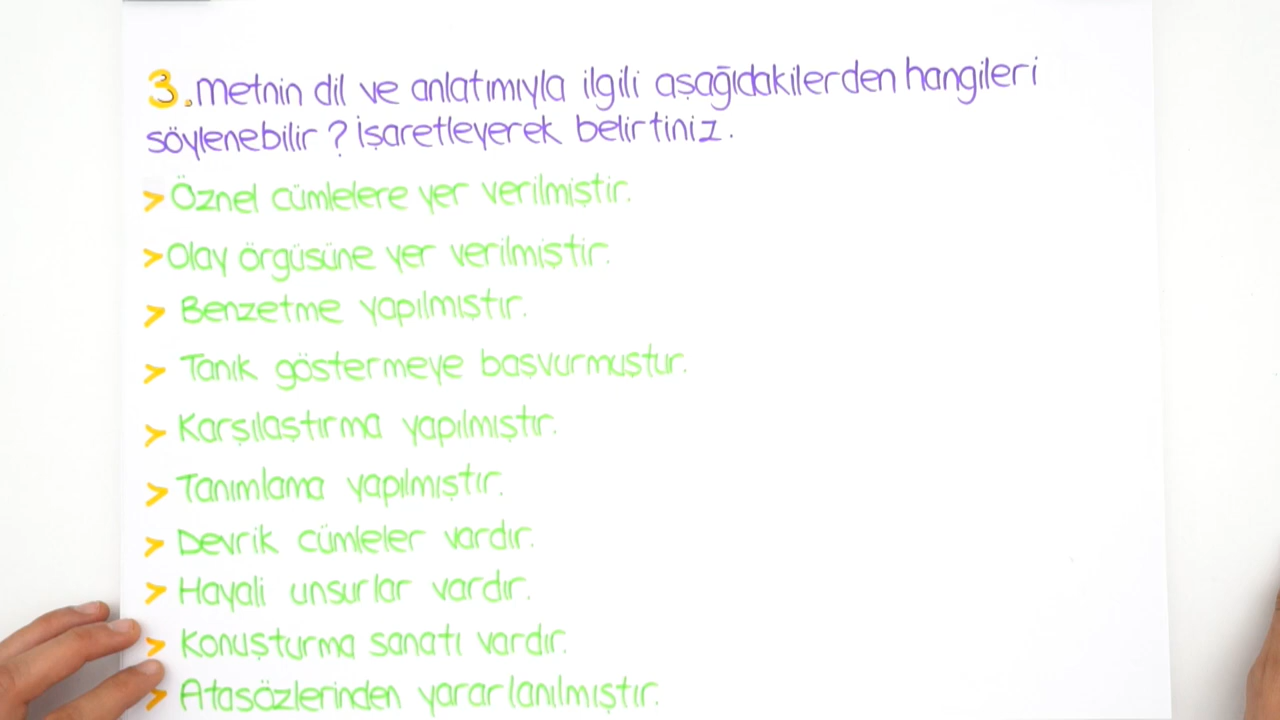 3. Metnin dil ve anlatımıyla ilgili aşağıdakilerden hangileri
söylenebilir? İşaretleyerek belirtiniz.
> Öznel cümlelere yer verilmiştir.
> Olay örgüsüne yer verilmiştir.
> Benzetme yapılmıştır.
> Tanık göstermeye başvurmuştur.
> Karşılaştırma yapılmıştır.
> Tanımlama yapılmıştır.
> Devrik cümleler vardır.
> Hayali unsurlar vardır.
> Konuşturma sanatı vardır.
> Atasözlerinden yararlanılmıştır.